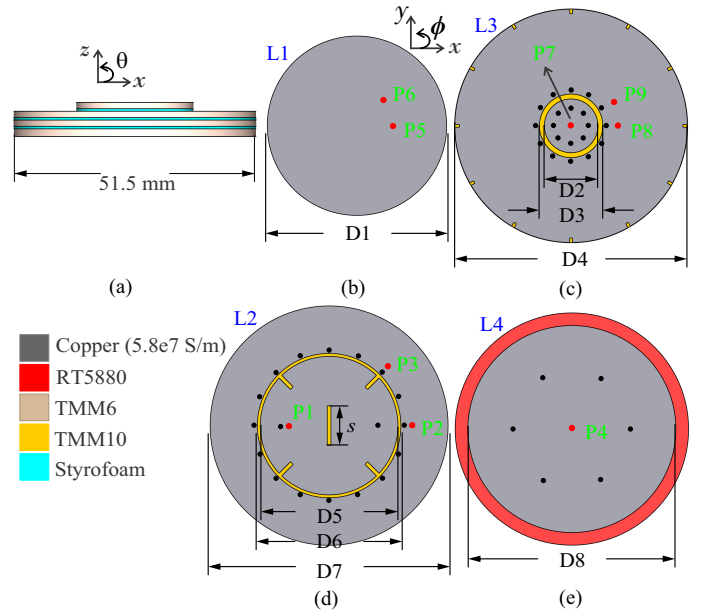 z
θ
x
51.5 mm
(a)
y
ϕ
x
L1
P6
P5
D1
(b)
L3
P7
P9
P8
D2
D3
D4
(c)
Copper (5.8e7 S/m)
RT5880
TMM6
TMM10
Styrofoam
L2
P3
P1
s
P2
D5
D6
D7
(d)
L4
P4
D8
(e)